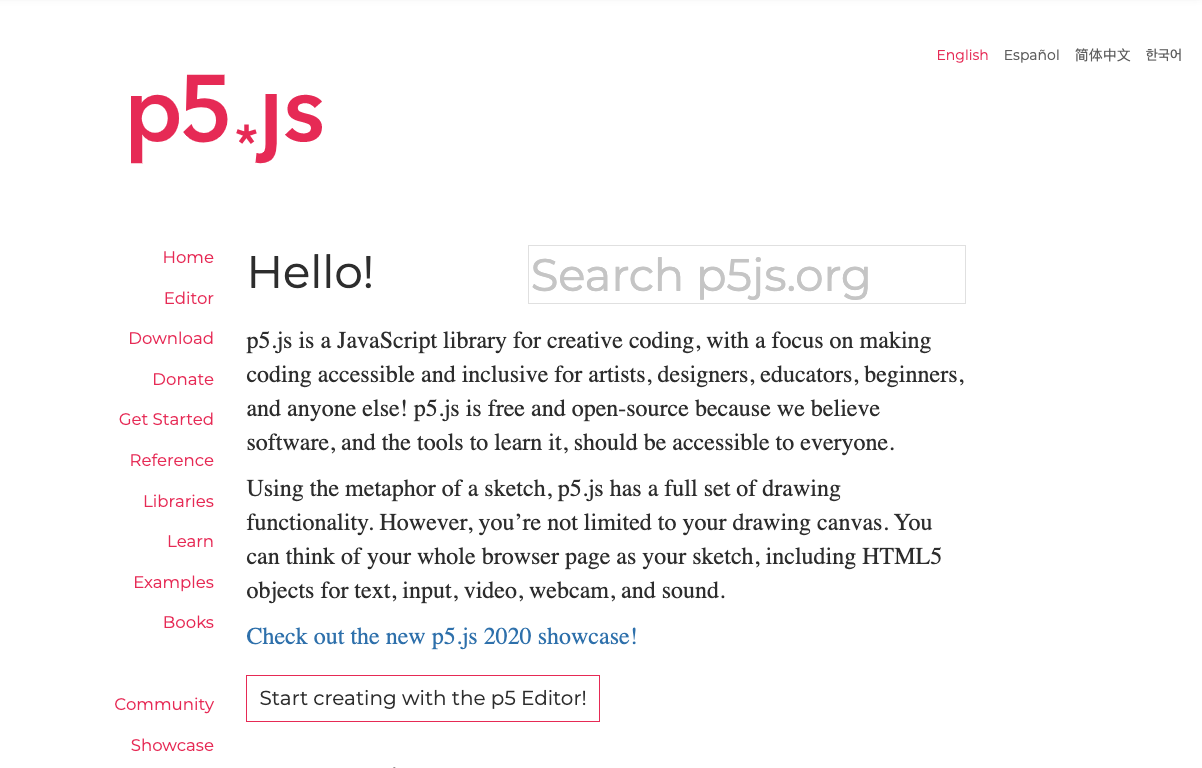 English Español 简体中文 한국어
p5*js
Home
Editor
Download
Donate
Get Started
Reference
Libraries
Learn
Examples
Books
Community
Showcase
Hello!
Search p5js.org
p5.js is a JavaScript library for creative coding, with a focus on making
coding accessible and inclusive for artists, designers, educators, beginners,
and anyone else! p5.js is free and open-source because we believe
software, and the tools to learn it, should be accessible to everyone.
Using the metaphor of a sketch, p5.js has a full set of drawing
functionality. However, you’re not limited to your drawing canvas. You
can think of your whole browser page as your sketch, including HTML5
objects for text, input, video, webcam, and sound.
Check out the new p5.js 2020 showcase!
Start creating with the p5 Editor!